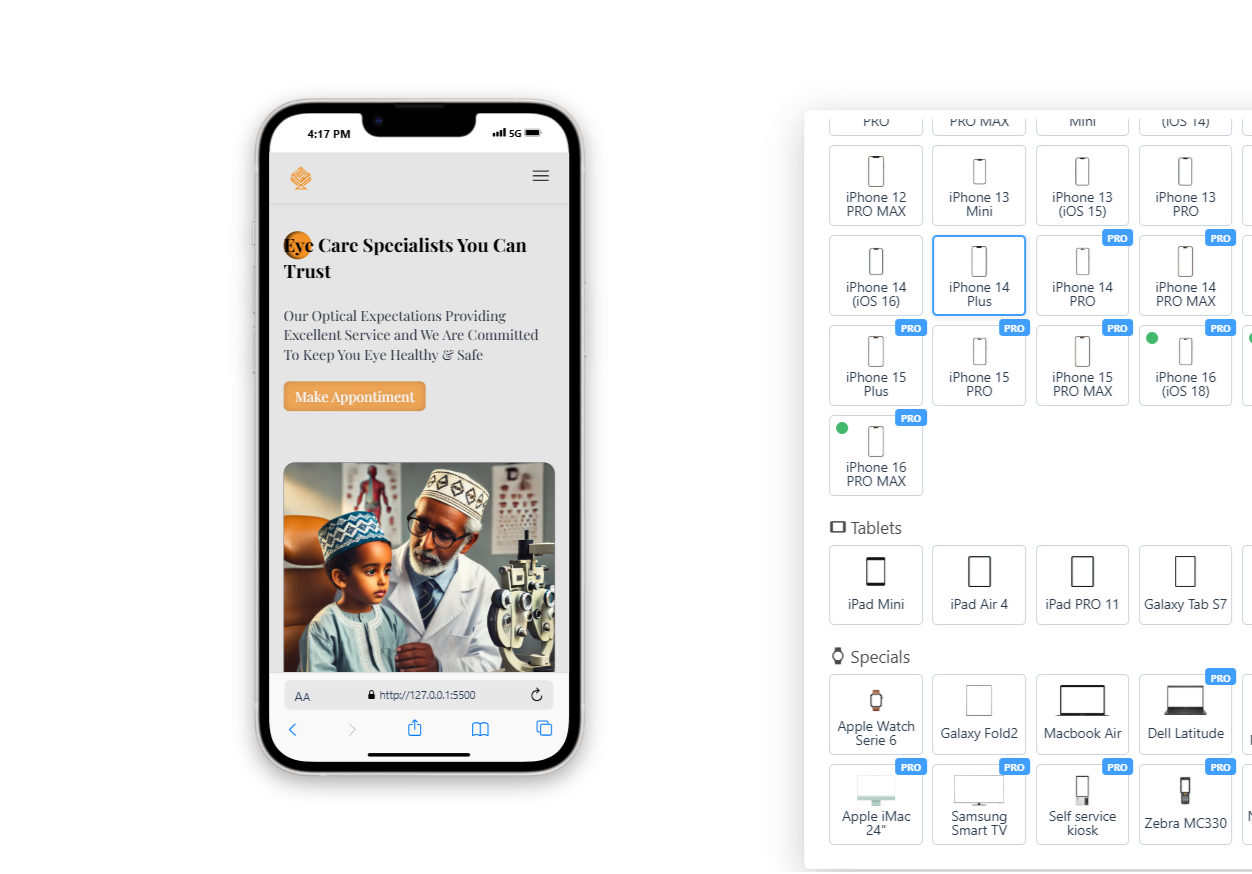 4:17 PM
5G
Eye Care Specialists You Can
Trust
Our Optical Expectations Providing
Excellent Service and We Are Committed
To Keep You Eye Healthy & Safe
Make Appontiment
AA
http://127.0.0.1:5500
PRO
PRO MAX
Mini
(iOS 14)
iPhone 12
PRO MAX
iPhone 13
Mini
iPhone 13
(iOS 15)
iPhone 13
PRO
iPhone 14
(iOS 16)
iPhone 14
Plus
PRO
iPhone 14
PRO
PRO
iPhone 14
PRO MAX
PRO
iPhone 15
Plus
PRO
iPhone 15
PRO
PRO
iPhone 15
PRO MAX
PRO
iPhone 16
(iOS 18)
PRO
iPhone 16
PRO MAX
Tablets
iPad Mini
iPad Air 4
iPad PRO 11
Galaxy Tab S7
Specials
Apple Watch
Serie 6
Galaxy Fold2
Macbook Air
PRO
Dell Latitude
PRO
Apple iMac
24"
PRO
Samsung
Smart TV
PRO
Self service
kiosk
PRO
Zebra MC330